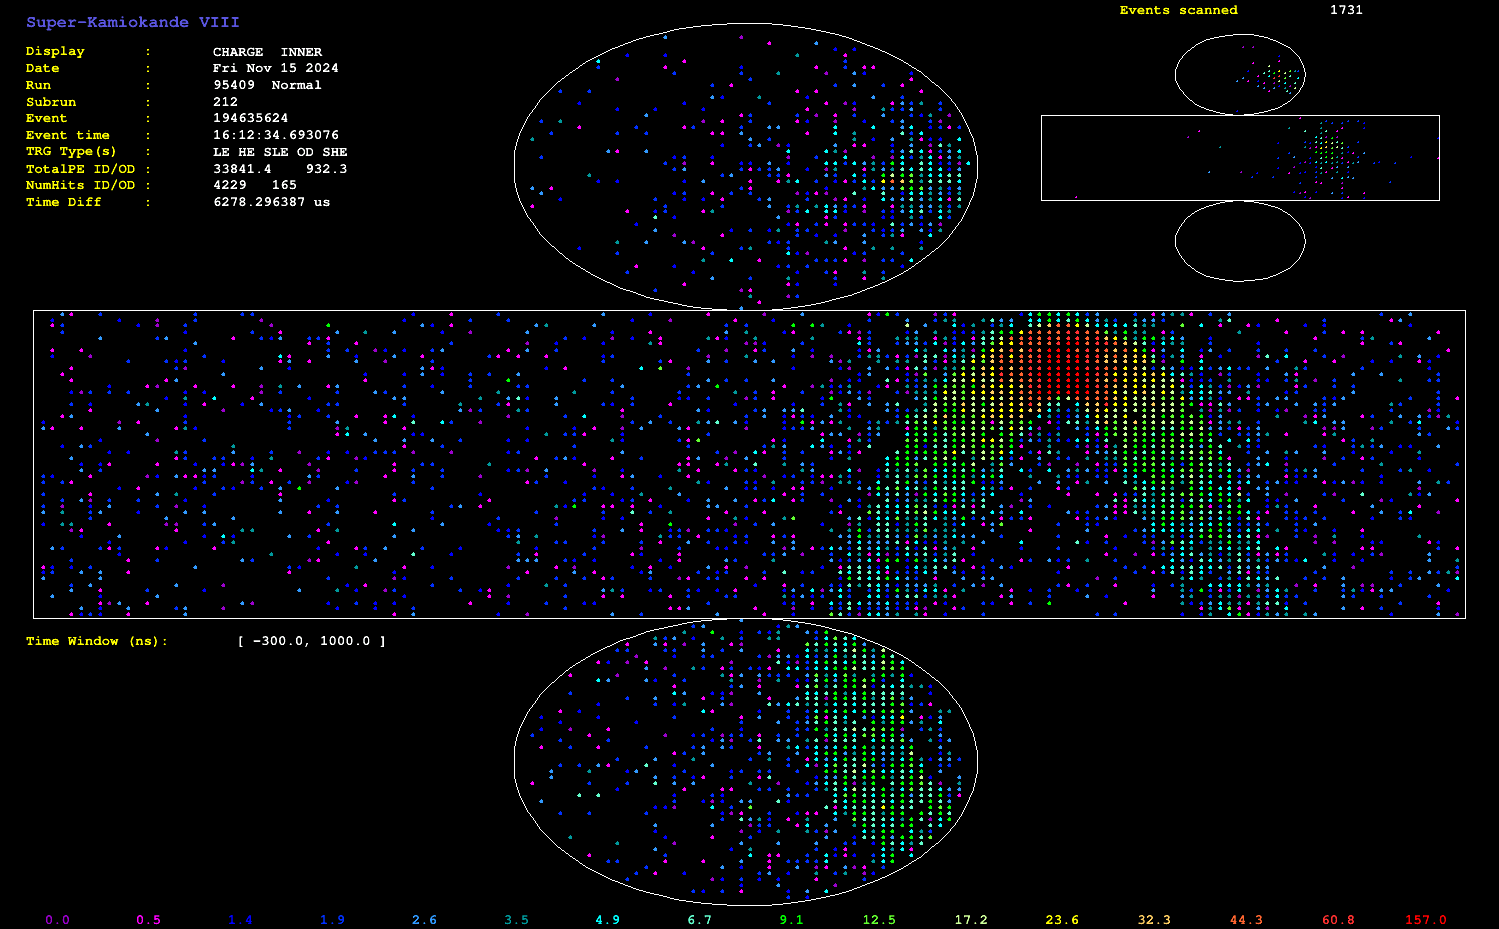 Super-Kamiokande VIII
Events scanned 1731
Display : CHARGE INNER
Date : Fri Nov 15 2024
Run : 95409 Normal
Subrun : 212
Event : 194635624
Event time : 16:12:34.693076
TRG Type(s) : LE HE SLE OD SHE
TotalPE ID/OD : 33841.4 932.3
NumHits ID/OD : 4229 165
Time Diff : 6278.296387 us
Time Window (ns): [ -300.0, 1000.0 ]
0.0 0.5 1.4 1.9 2.6 3.5 4.9 6.7 9.1 12.5 17.2 23.6 32.3 44.3 60.8 157.0